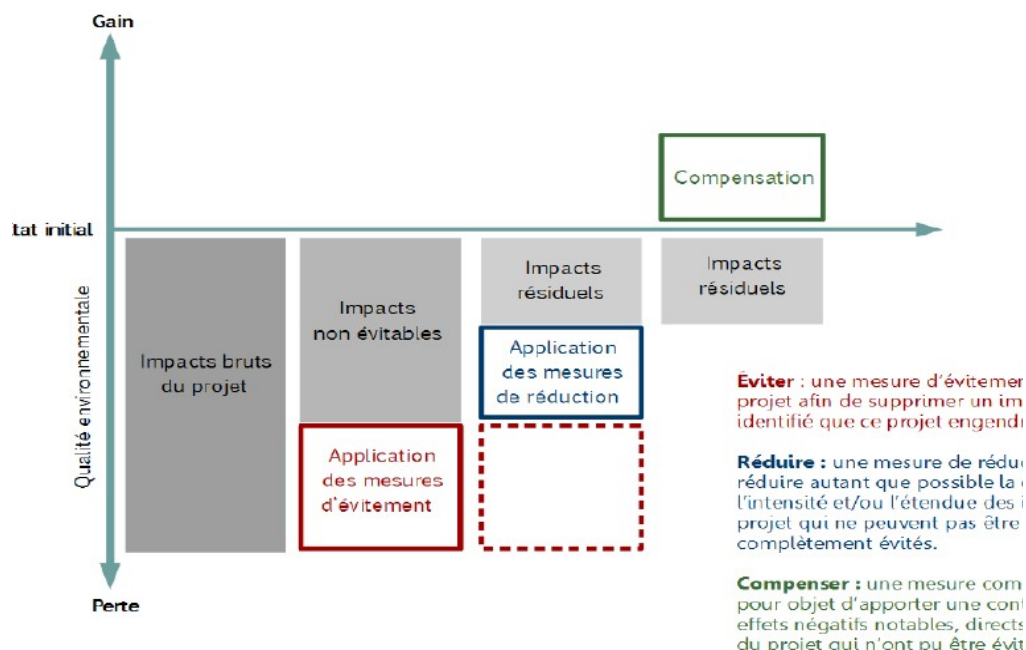 Gain
Compensation
tat initial
Impacts
résiduels
Impacts
résiduels
Impacts
non évitables
Impacts bruts
du projet
Application
des mesures
de réduction
Application
des mesures
d'évitement
Qualité environnementale
Perte
Éviter : une mesure d'évitemen
projet afin de supprimer un im
identifié que ce projet engendr
Réduire : une mesure de réduc
réduire autant que possible la
l'intensité et/ou l'étendue des i
projet qui ne peuvent pas être
complètement évités.
Compenser : une mesure com
pour objet d'apporter une cont
effets négatifs notables, directs
du projet qui n'ont pu être évit